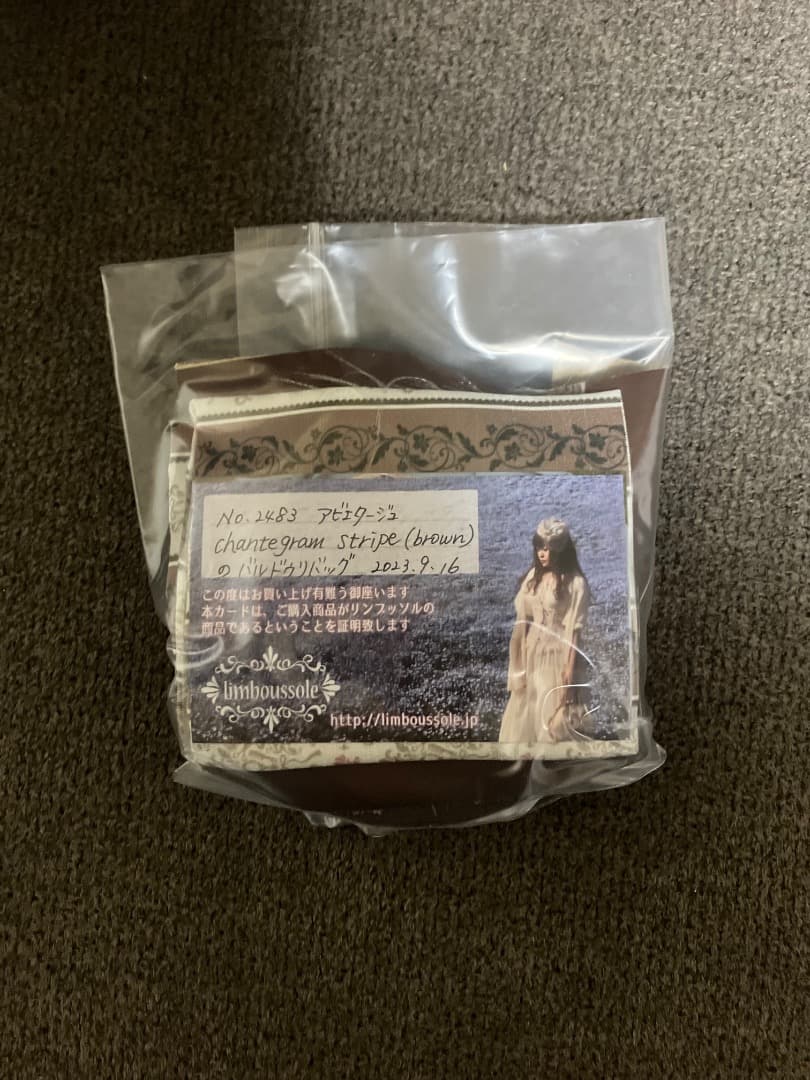 No.2483 アビエタージュ
chantegram stripe (brown)
のバルドゥリバッグ 2023.9.16
この度はお買い上げ有難う御座います
本カードは、ご購入商品がリンブッソルの
商品であるということを証明致します
limboussole
http://limboussole.jp